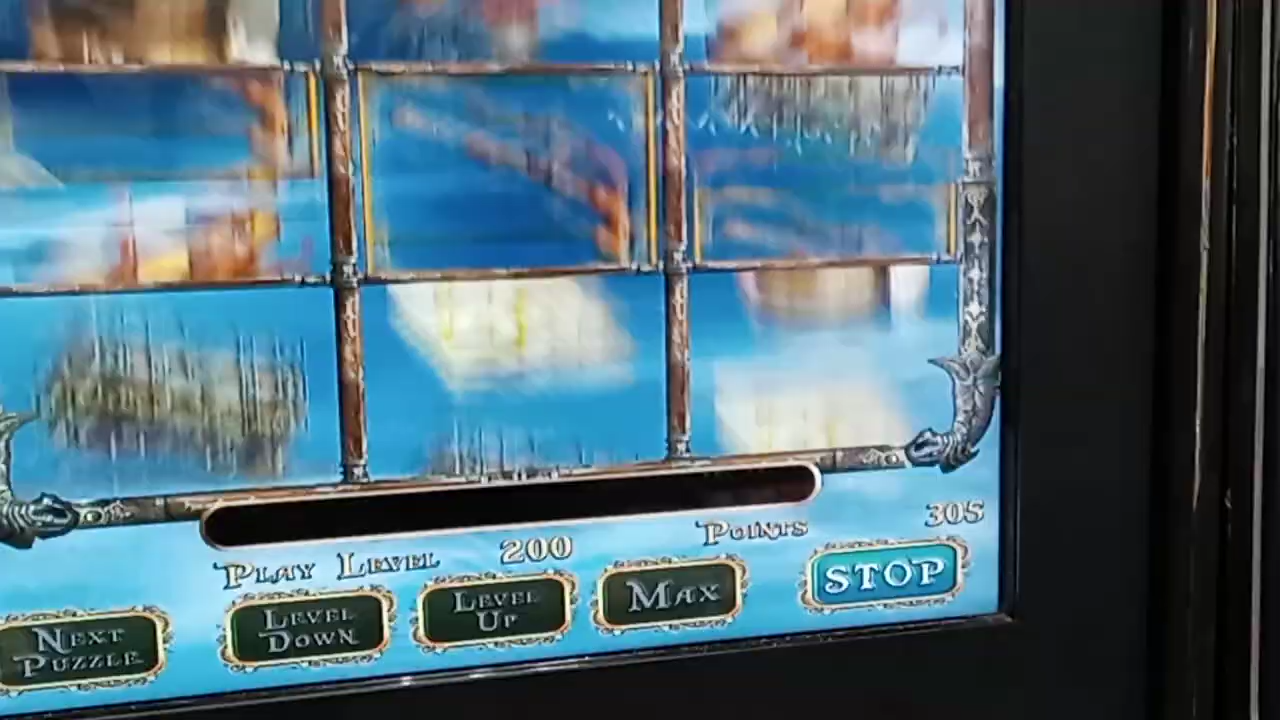 PLAY LEVEL 200 POINTS 305
NEXT PUZZLE
LEVEL DOWN
LEVEL UP
MAX
STOP